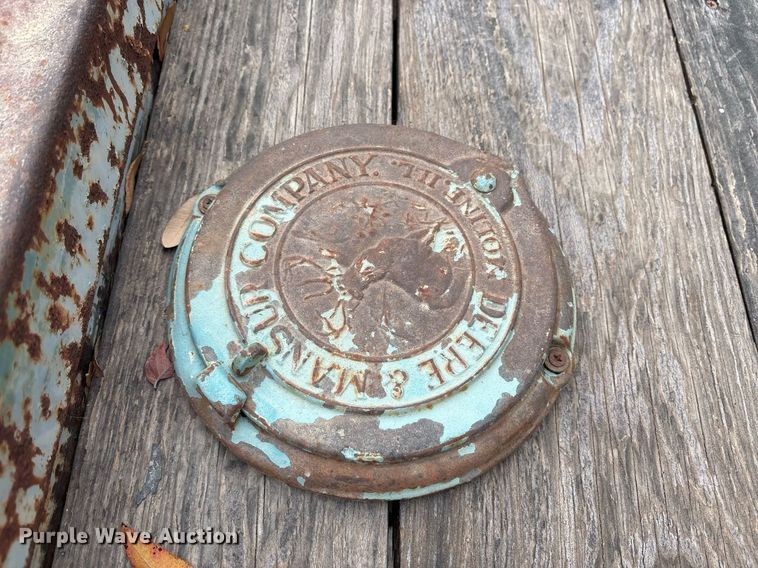 DEERE & MANSUR COMPANY.
MOLINE, ILL.
Purple Wave Auction